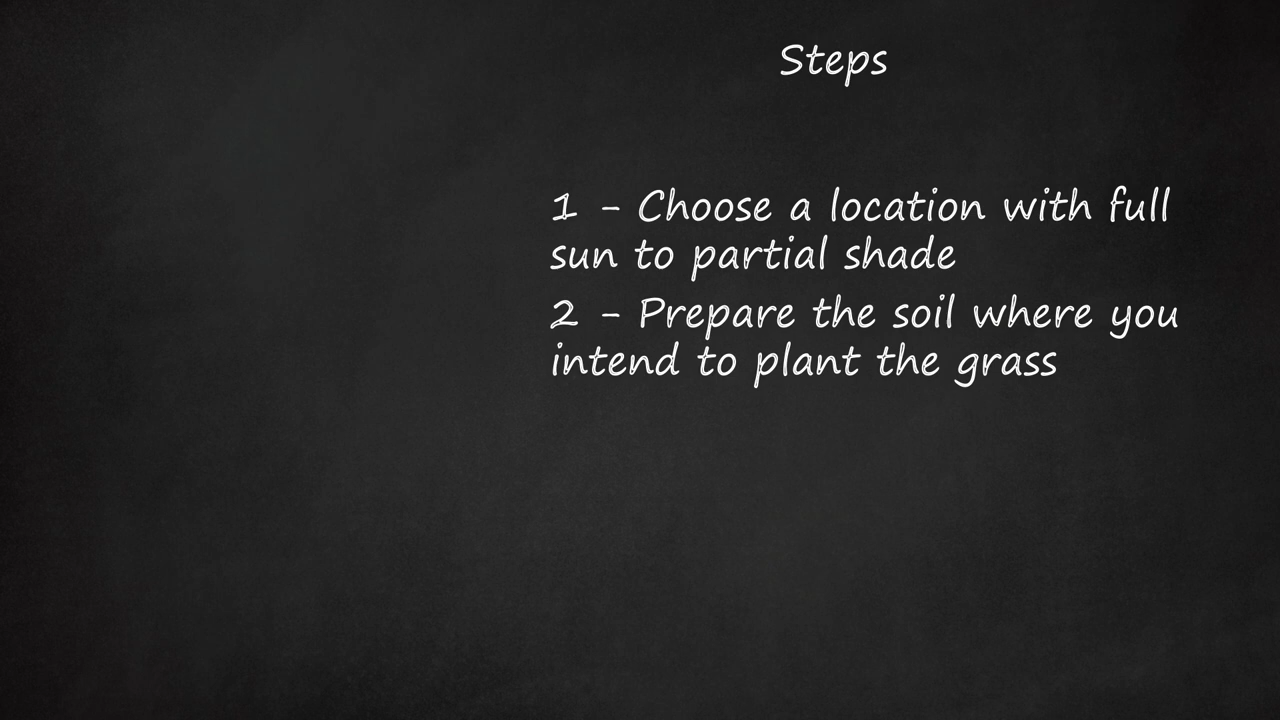 Steps
1 - Choose a location with full
sun to partial shade
2 - Prepare the soil where you
intend to plant the grass